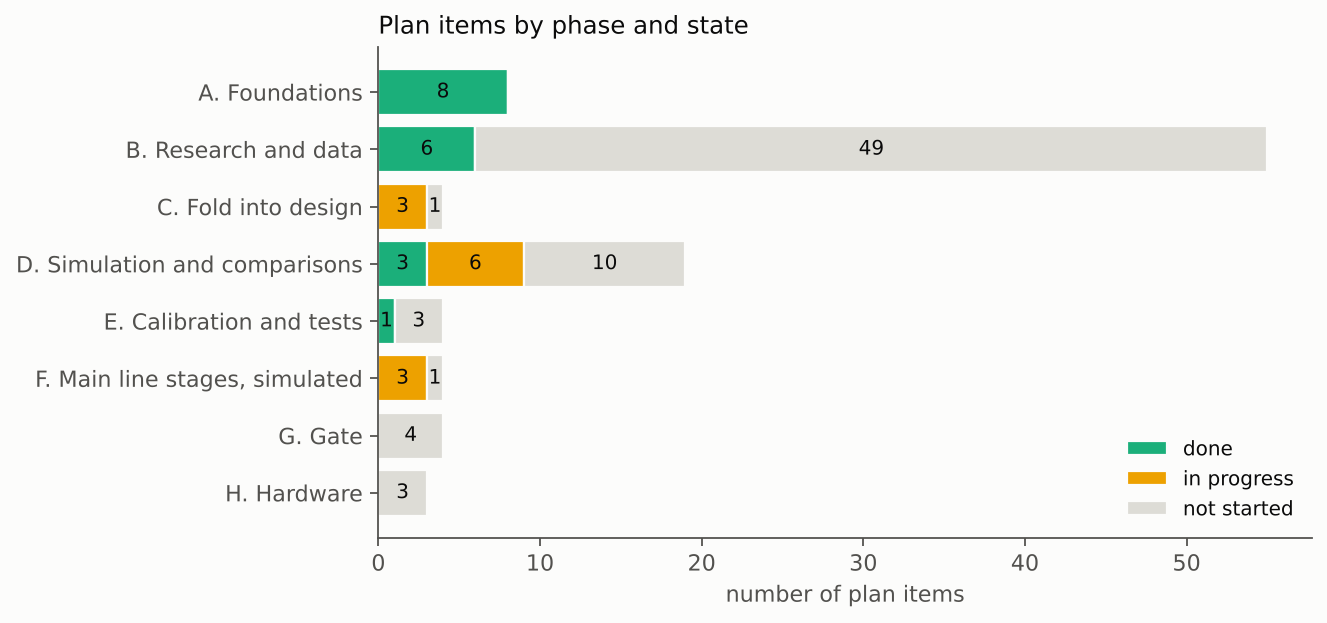 Plan items by phase and state
A. Foundations
8
B. Research and data
6
49
C. Fold into design
3
1
D. Simulation and comparisons
3
6
10
E. Calibration and tests
1
3
F. Main line stages, simulated
3
1
G. Gate
4
H. Hardware
3
done
in progress
not started
0 10 20 30 40 50
number of plan items